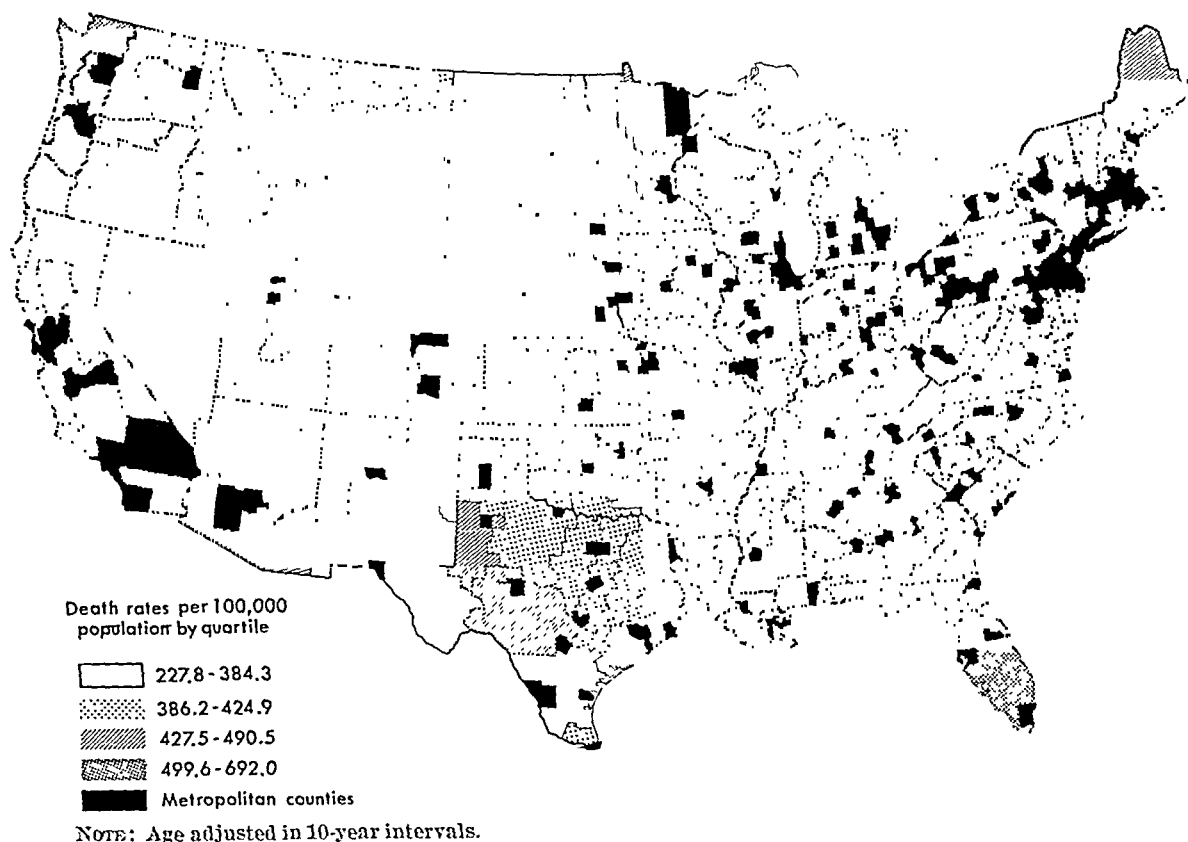 Death rates per 100,000
population by quartile
227.8-384.3
386.2-424.9
427.5-490.5
499.6-692.0
Metropolitan counties
NOTE: Age adjusted in 10-year intervals.